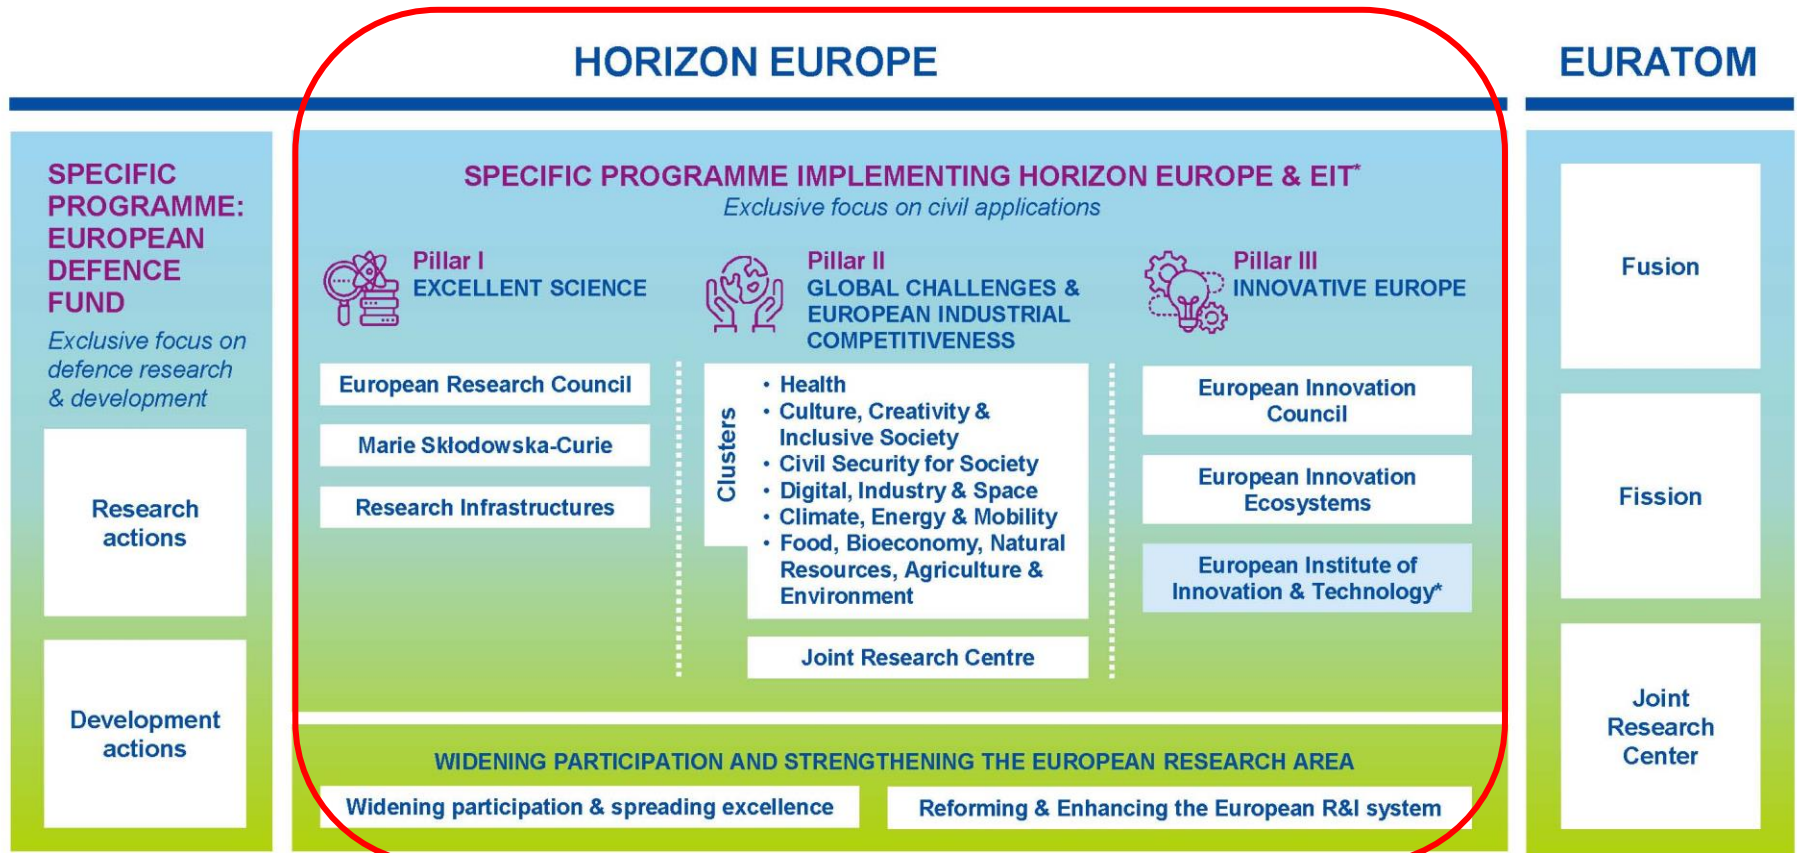 HORIZON EUROPE
EURATOM
SPECIFIC
PROGRAMME:
EUROPEAN
DEFENCE
FUND
Exclusive focus on
defence research
& development
Research
actions
Development
actions
SPECIFIC PROGRAMME IMPLEMENTING HORIZON EUROPE & EIT*
Exclusive focus on civil applications
Pillar I
EXCELLENT SCIENCE
European Research Council
Marie Skłodowska-Curie
Research Infrastructures
Pillar II
GLOBAL CHALLENGES &
EUROPEAN INDUSTRIAL
COMPETITIVENESS
Clusters
• Health
• Culture, Creativity &
Inclusive Society
• Civil Security for Society
• Digital, Industry & Space
• Climate, Energy & Mobility
• Food, Bioeconomy, Natural
Resources, Agriculture &
Environment
Joint Research Centre
Pillar III
INNOVATIVE EUROPE
European Innovation
Council
European Innovation
Ecosystems
European Institute of
Innovation & Technology*
WIDENING PARTICIPATION AND STRENGTHENING THE EUROPEAN RESEARCH AREA
Widening participation & spreading excellence
Reforming & Enhancing the European R&I system
Fusion
Fission
Joint
Research
Center